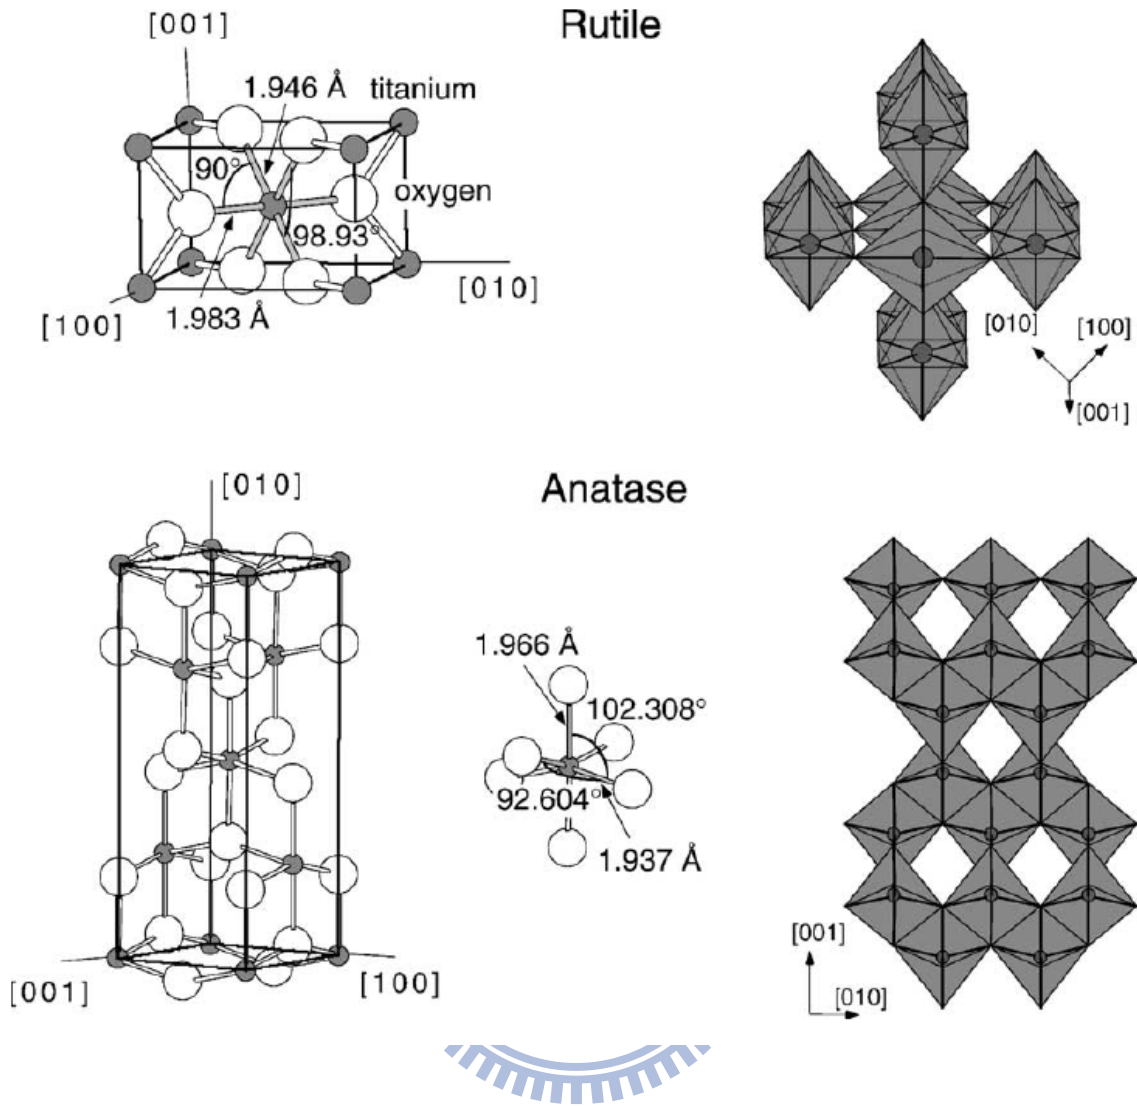 Rutile
[001]
1.946 Å
titanium
90°
oxygen
98.93°
[010]
[100]
1.983 Å
[010]
[100]
[001]
Anatase
[010]
1.966 Å
102.308°
92.604°
1.937 Å
[001]
[100]
[001]
[010]